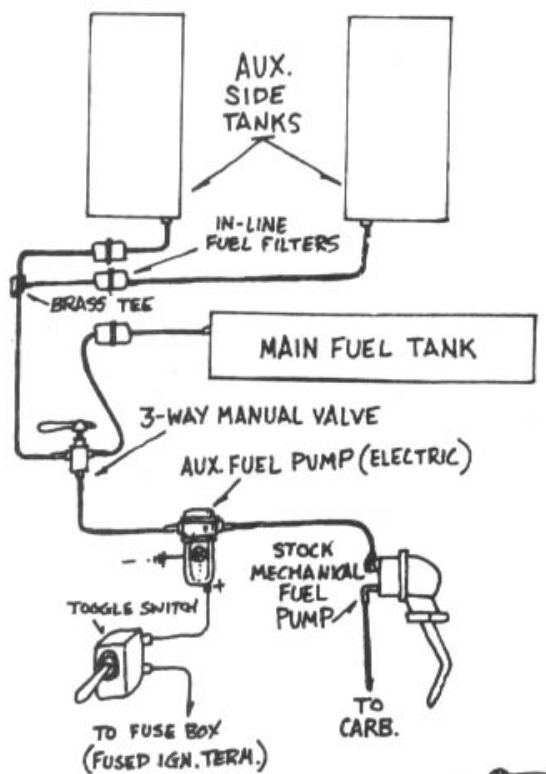 AUX.
SIDE
TANKS
IN-LINE
FUEL FILTERS
BRASS TEE
MAIN FUEL TANK
3-WAY MANUAL VALVE
AUX. FUEL PUMP (ELECTRIC)
STOCK
MECHANICAL
FUEL
PUMP
- +
TOGGLE SWITCH
TO FUSE BOX
(FUSED IGN. TERM.)
TO
CARB.